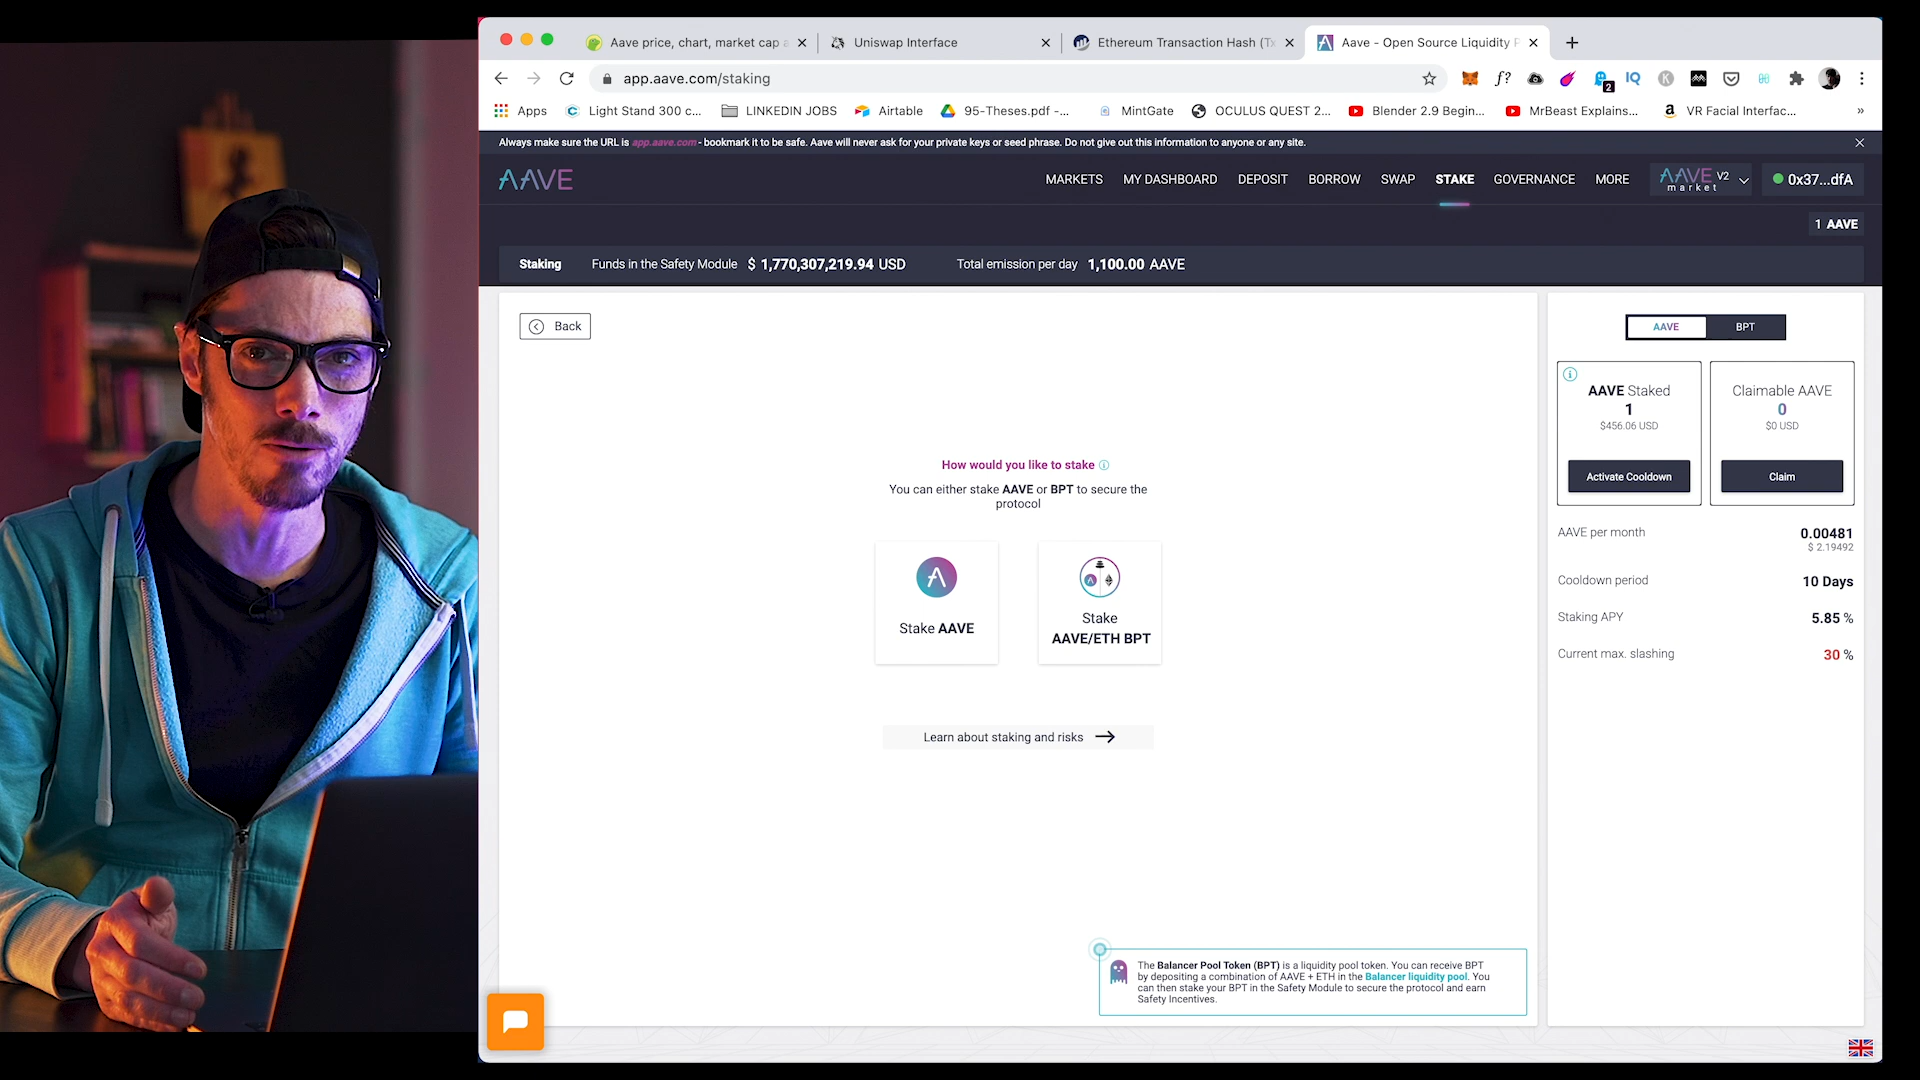 Aave price, chart, market cap a
Uniswap Interface
Ethereum Transaction Hash (Tx
Aave - Open Source Liquidity P
app.aave.com/staking
f?
2
IQ
K
Apps
Light Stand 300 c...
LINKEDIN JOBS
Airtable
95-Theses.pdf -...
MintGate
OCULUS QUEST 2...
Blender 2.9 Begin...
MrBeast Explains...
VR Facial Interfac...
»
Always make sure the URL is app.aave.com - bookmark it to be safe. Aave will never ask for your private keys or seed phrase. Do not give out this information to anyone or any site.
AAVE
MARKETS
MY DASHBOARD
DEPOSIT
BORROW
SWAP
STAKE
GOVERNANCE
MORE
AAVE V2
market
0x37...dfA
1 AAVE
Staking
Funds in the Safety Module $ 1,770,307,219.94 USD
Total emission per day 1,100.00 AAVE
Back
How would you like to stake
You can either stake AAVE or BPT to secure the
protocol
Stake AAVE
Stake
AAVE/ETH BPT
Learn about staking and risks
The Balancer Pool Token (BPT) is a liquidity pool token. You can receive BPT
by depositing a combination of AAVE + ETH in the Balancer liquidity pool. You
can then stake your BPT in the Safety Module to secure the protocol and earn
Safety Incentives.
AAVE
BPT
AAVE Staked
1
$456.06 USD
Activate Cooldown
Claimable AAVE
0
$0 USD
Claim
AAVE per month
0.00481
$ 2.19492
Cooldown period
10 Days
Staking APY
5.85 %
Current max. slashing
30 %